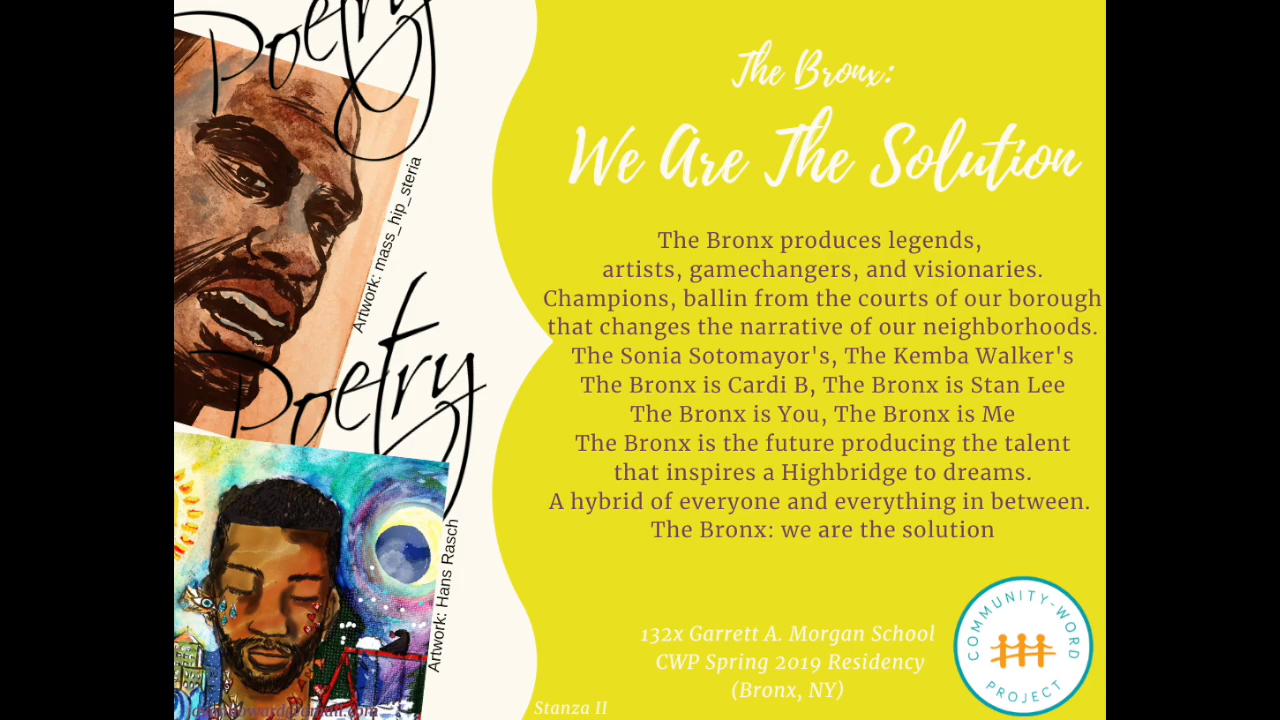 Poetry
Artwork: mass_hip_steria
Poetry
Artwork: Hans Rasch
The Bronx:
We Are The Solution
The Bronx produces legends,
artists, gamechangers, and visionaries.
Champions, ballin from the courts of our borough
that changes the narrative of our neighborhoods.
The Sonia Sotomayor's, The Kemba Walker's
The Bronx is Cardi B, The Bronx is Stan Lee
The Bronx is You, The Bronx is Me
The Bronx is the future producing the talent
that inspires a Highbridge to dreams.
A hybrid of everyone and everything in between.
The Bronx: we are the solution
132x Garrett A. Morgan School
CWP Spring 2019 Residency
(Bronx, NY)
Stanza II
COMMUNITY-WORD
PROJECT